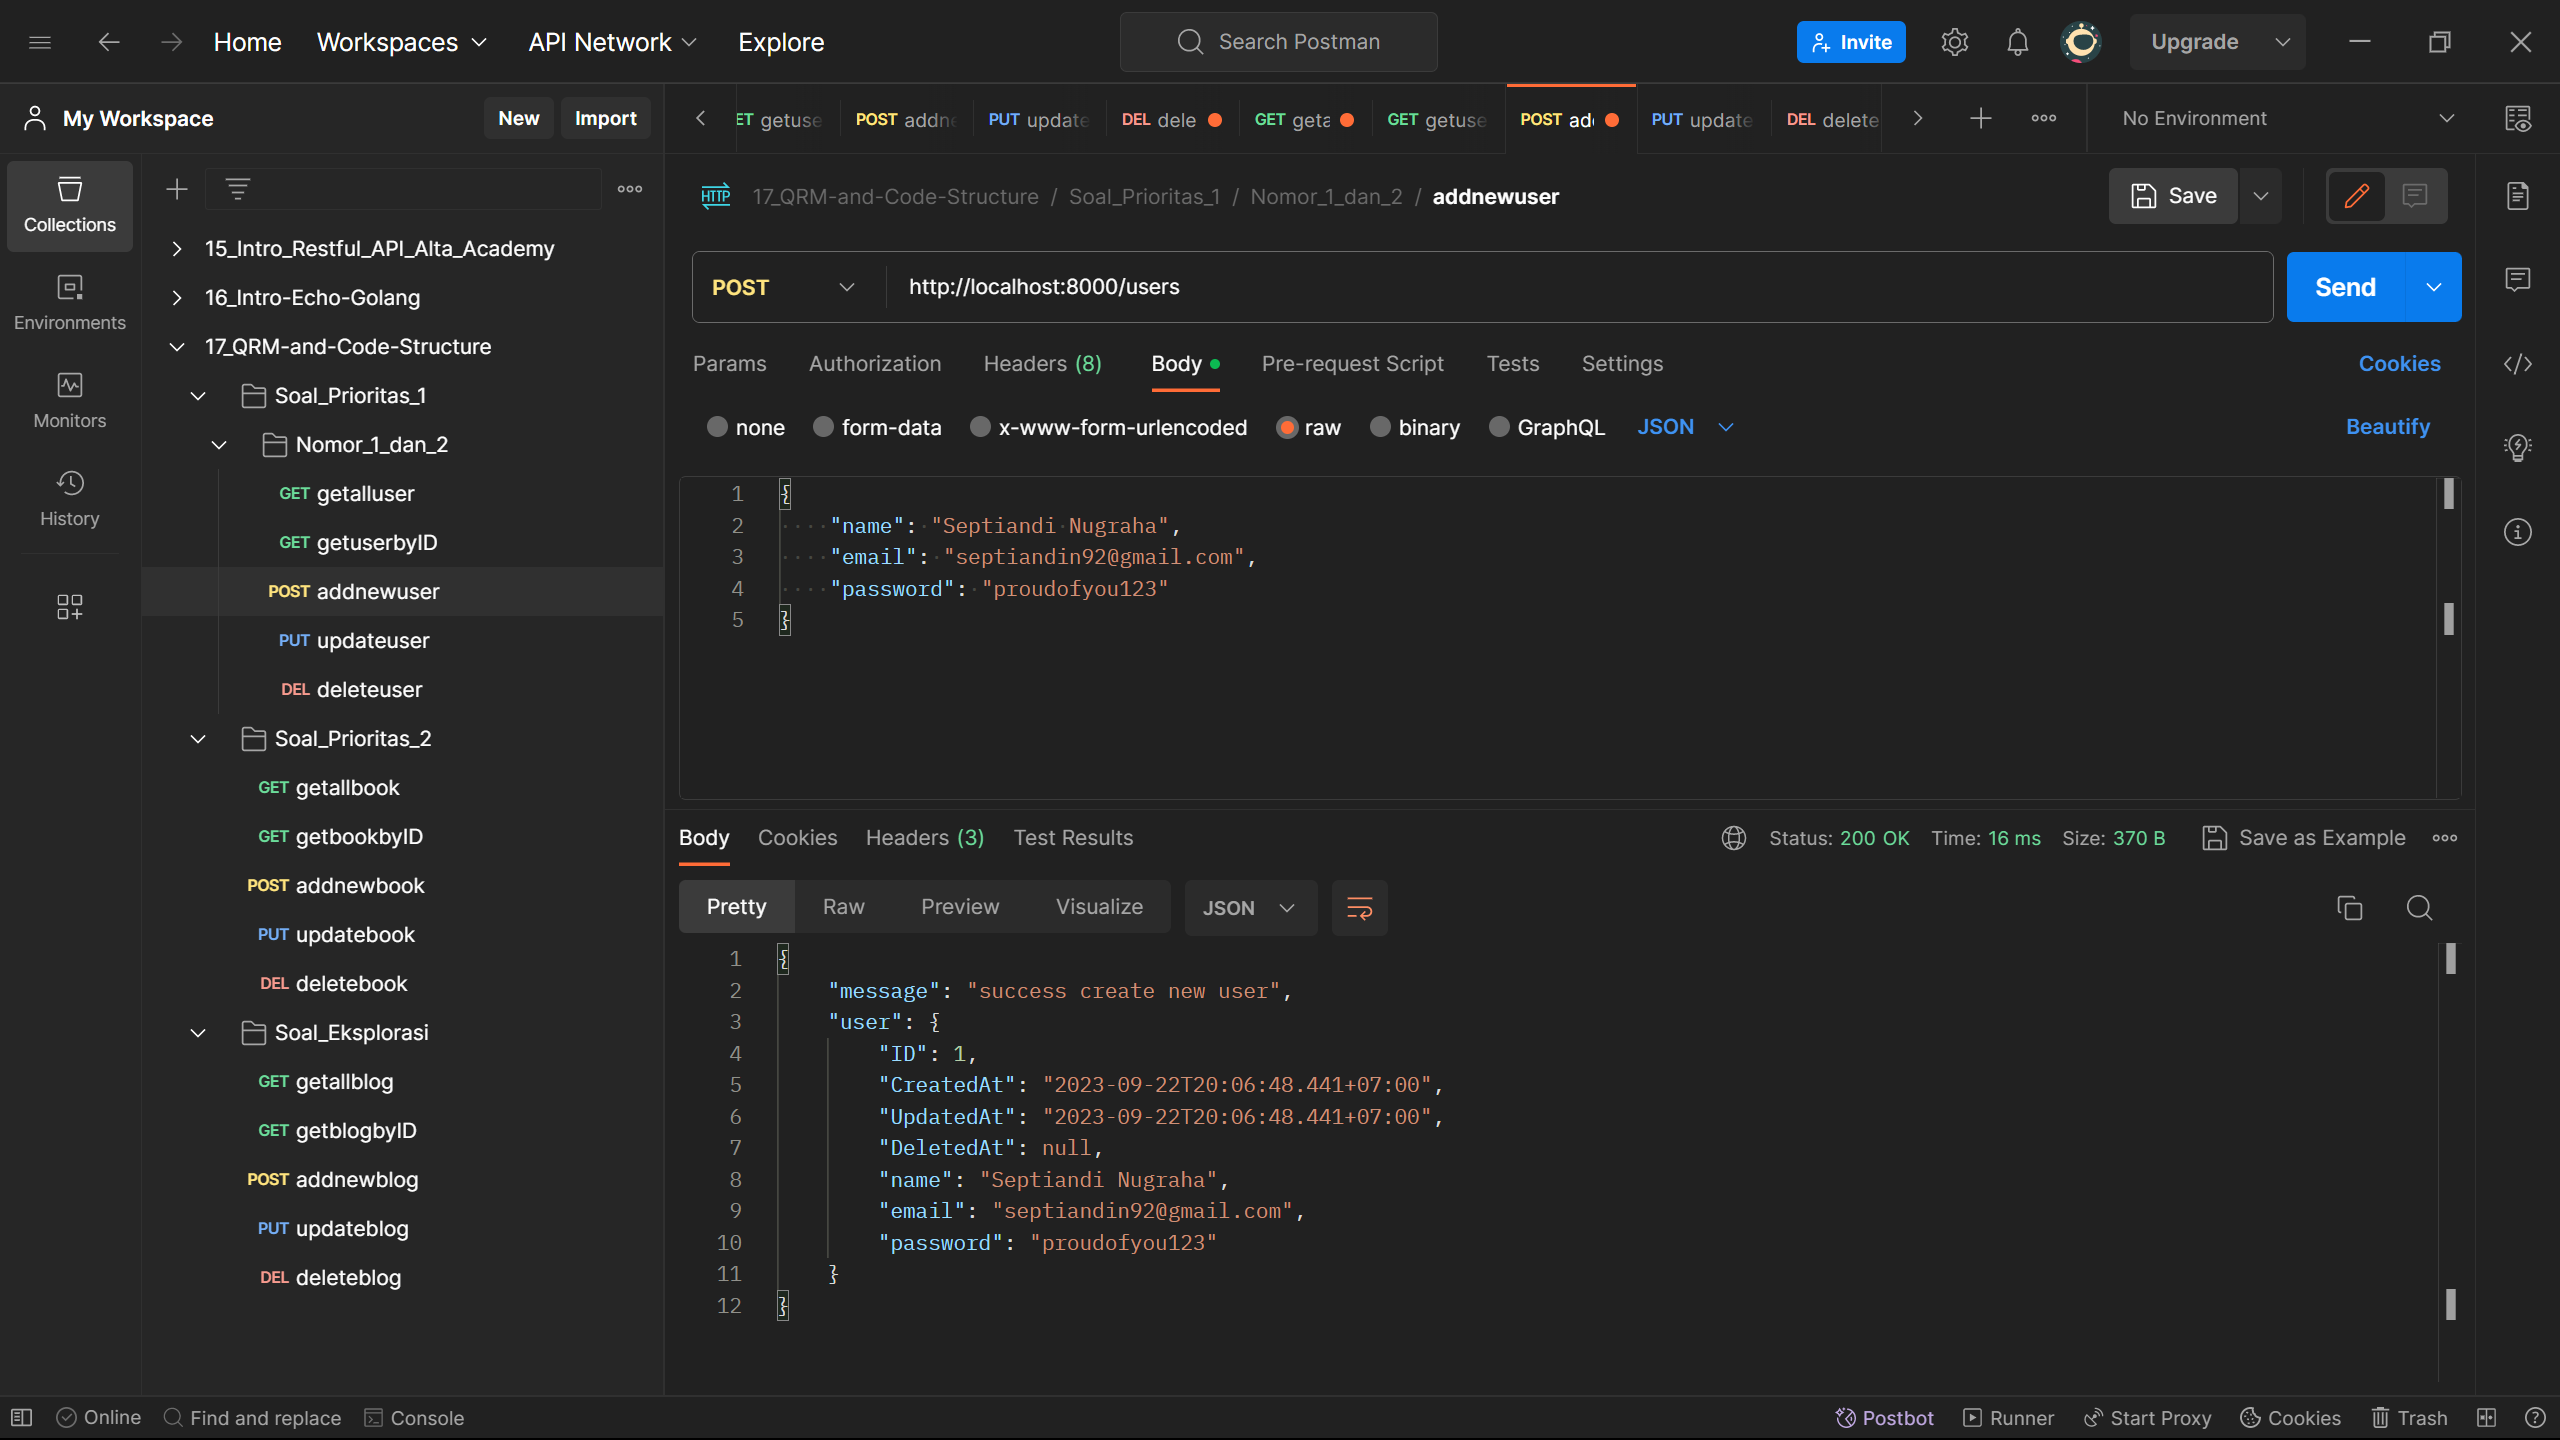 Home Workspaces API Network Explore Search Postman Invite Upgrade
My Workspace New Import
ET getuse POST addne PUT update DEL dele GET geta GET getuse POST ad PUT update DEL delete No Environment
Collections
Environments
Monitors
History
15_Intro_Restful_API_Alta_Academy
16_Intro-Echo-Golang
17_QRM-and-Code-Structure
Soal_Prioritas_1
Nomor_1_dan_2
GET getalluser
GET getuserbyID
POST addnewuser
PUT updateuser
DEL deleteuser
Soal_Prioritas_2
GET getallbook
GET getbookbyID
POST addnewbook
PUT updatebook
DEL deletebook
Soal_Eksplorasi
GET getallblog
GET getblogbyID
POST addnewblog
PUT updateblog
DEL deleteblog
HTTP 17_QRM-and-Code-Structure / Soal_Prioritas_1 / Nomor_1_dan_2 / addnewuser Save
POST http://localhost:8000/users Send
Params Authorization Headers (8) Body Pre-request Script Tests Settings Cookies
none form-data x-www-form-urlencoded raw binary GraphQL JSON Beautify
1 {
2 "name": "Septiandi Nugraha",
3 "email": "septiandin92@gmail.com",
4 "password": "proudofyou123"
5 }
Body Cookies Headers (3) Test Results Status: 200 OK Time: 16 ms Size: 370 B Save as Example
Pretty Raw Preview Visualize JSON
1 {
2 "message": "success create new user",
3 "user": {
4 "ID": 1,
5 "CreatedAt": "2023-09-22T20:06:48.441+07:00",
6 "UpdatedAt": "2023-09-22T20:06:48.441+07:00",
7 "DeletedAt": null,
8 "name": "Septiandi Nugraha",
9 "email": "septiandin92@gmail.com",
10 "password": "proudofyou123"
11 }
12 }
Online Find and replace Console Postbot Runner Start Proxy Cookies Trash